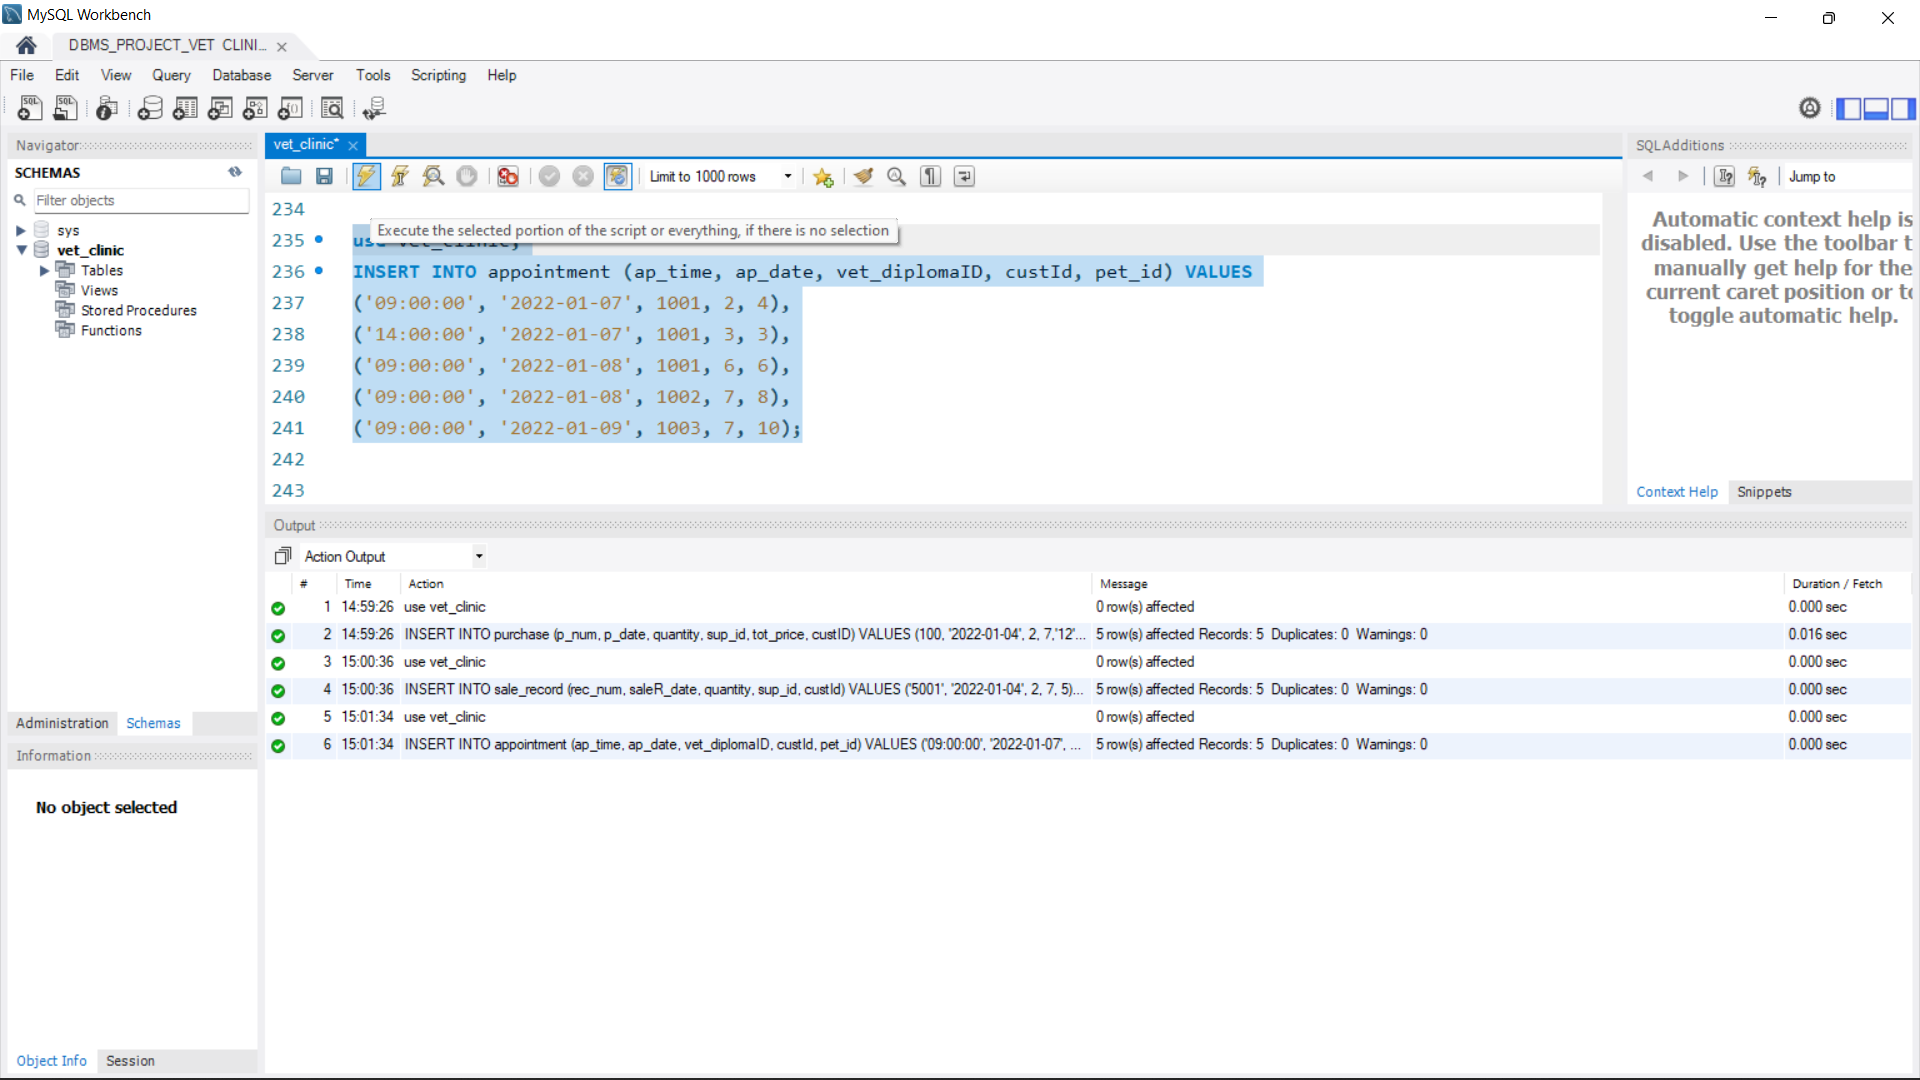 MySQL Workbench
DBMS_PROJECT_VET CLINI...
File Edit View Query Database Server Tools Scripting Help
Navigator
SCHEMAS
Filter objects
sys
vet_clinic
Tables
Views
Stored Procedures
Functions
Administration Schemas
Information
No object selected
Object Info Session
vet_clinic*
Limit to 1000 rows
234
Execute the selected portion of the script or everything, if there is no selection
235 use vet_clinic;
236 INSERT INTO appointment (ap_time, ap_date, vet_diplomaID, custId, pet_id) VALUES
237 ('09:00:00', '2022-01-07', 1001, 2, 4),
238 ('14:00:00', '2022-01-07', 1001, 3, 3),
239 ('09:00:00', '2022-01-08', 1001, 6, 6),
240 ('09:00:00', '2022-01-08', 1002, 7, 8),
241 ('09:00:00', '2022-01-09', 1003, 7, 10);
242
243
SQLAdditions
Jump to
Automatic context help is
disabled. Use the toolbar t
manually get help for the
current caret position or to
toggle automatic help.
Context Help Snippets
Output
Action Output
# Time Action Message Duration / Fetch
1 14:59:26 use vet_clinic 0 row(s) affected 0.000 sec
2 14:59:26 INSERT INTO purchase (p_num, p_date, quantity, sup_id, tot_price, custID) VALUES (100, '2022-01-04', 2, 7,'12'... 5 row(s) affected Records: 5 Duplicates: 0 Warnings: 0 0.016 sec
3 15:00:36 use vet_clinic 0 row(s) affected 0.000 sec
4 15:00:36 INSERT INTO sale_record (rec_num, saleR_date, quantity, sup_id, custId) VALUES ('5001', '2022-01-04', 2, 7, 5)... 5 row(s) affected Records: 5 Duplicates: 0 Warnings: 0 0.000 sec
5 15:01:34 use vet_clinic 0 row(s) affected 0.000 sec
6 15:01:34 INSERT INTO appointment (ap_time, ap_date, vet_diplomaID, custId, pet_id) VALUES ('09:00:00', '2022-01-07', ... 5 row(s) affected Records: 5 Duplicates: 0 Warnings: 0 0.000 sec